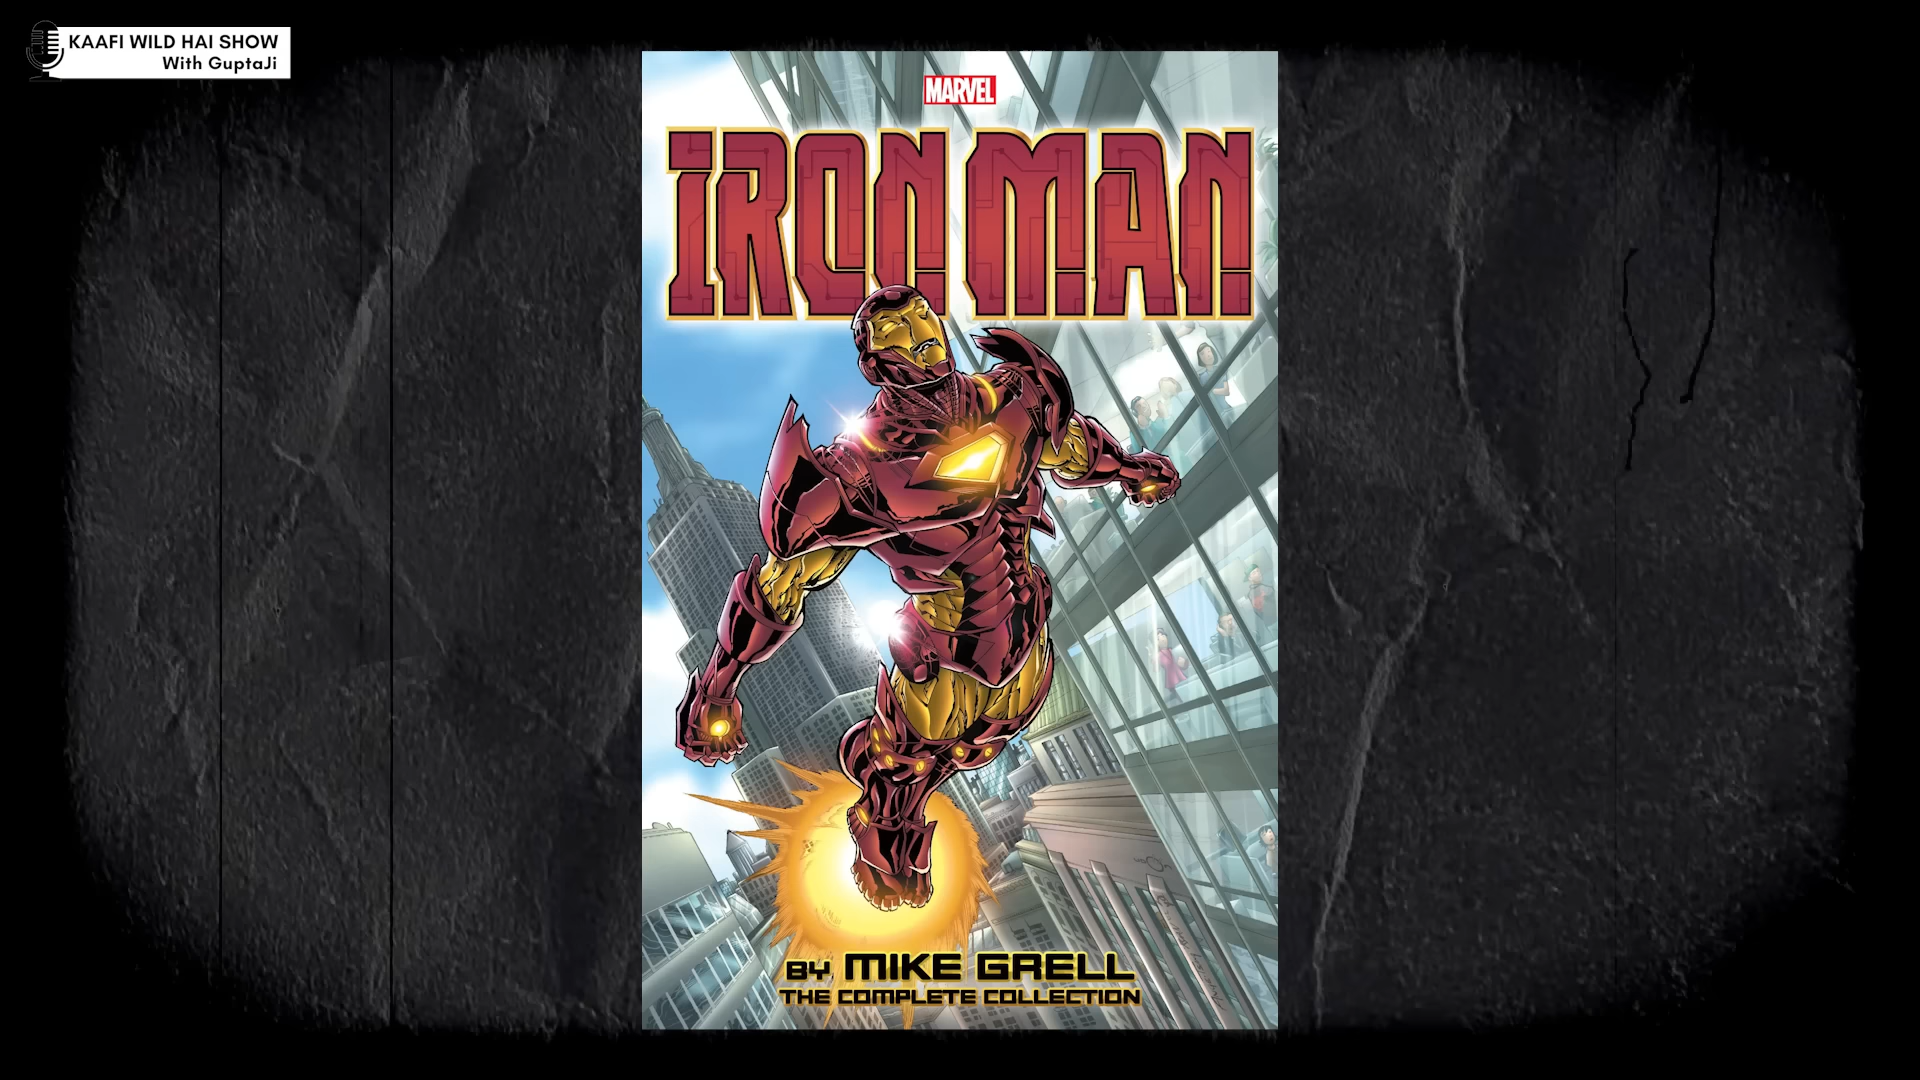 KAAFI WILD HAI SHOW
With GuptaJi
MARVEL
IRON MAN
BY MIKE GRELL
THE COMPLETE COLLECTION